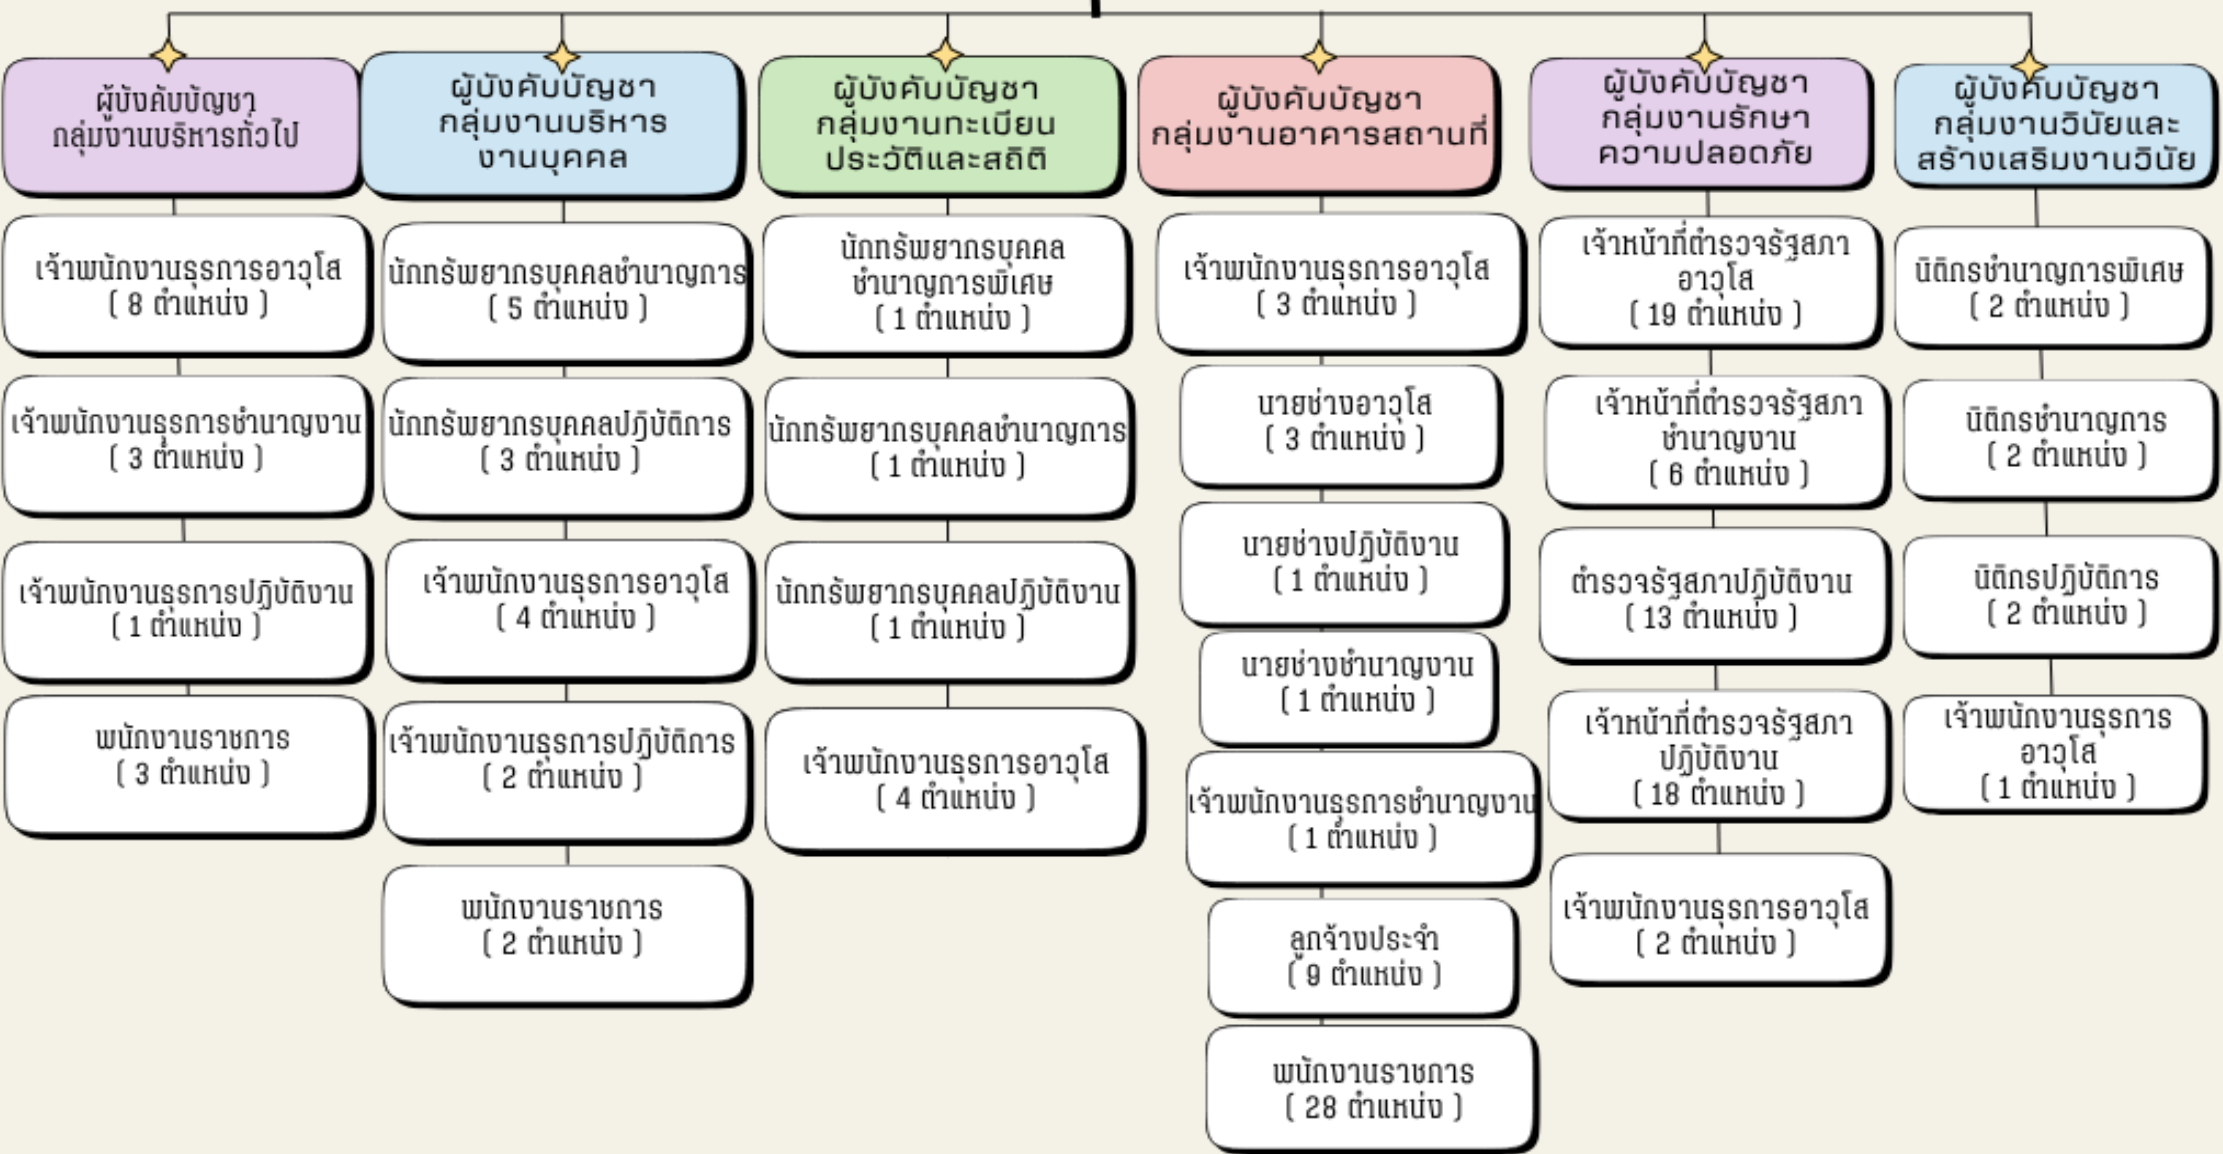 ผู้บังคับบัญชา
กลุ่มงานบริหารทั่วไป
เจ้าพนักงานธุรการอาวุโส
( 8 ตำแหน่ง )
เจ้าพนักงานธุรการชำนาญงาน
( 3 ตำแหน่ง )
เจ้าพนักงานธุรการปฏิบัติงาน
( 1 ตำแหน่ง )
พนักงานราชการ
( 3 ตำแหน่ง )
ผู้บังคับบัญชา
กลุ่มงานบริหาร
งานบุคคล
นักทรัพยากรบุคคลชำนาญการ
( 5 ตำแหน่ง )
นักทรัพยากรบุคคลปฏิบัติการ
( 3 ตำแหน่ง )
เจ้าพนักงานธุรการอาวุโส
( 4 ตำแหน่ง )
เจ้าพนักงานธุรการปฏิบัติการ
( 2 ตำแหน่ง )
พนักงานราชการ
( 2 ตำแหน่ง )
ผู้บังคับบัญชา
กลุ่มงานทะเบียน
ประวัติและสถิติ
นักทรัพยากรบุคคล
ชำนาญการพิเศษ
( 1 ตำแหน่ง )
นักทรัพยากรบุคคลชำนาญการ
( 1 ตำแหน่ง )
นักทรัพยากรบุคคลปฏิบัติงาน
( 1 ตำแหน่ง )
เจ้าพนักงานธุรการอาวุโส
( 4 ตำแหน่ง )
ผู้บังคับบัญชา
กลุ่มงานอาคารสถานที่
เจ้าพนักงานธุรการอาวุโส
( 3 ตำแหน่ง )
นายช่างอาวุโส
( 3 ตำแหน่ง )
นายช่างปฏิบัติงาน
( 1 ตำแหน่ง )
นายช่างชำนาญงาน
( 1 ตำแหน่ง )
เจ้าพนักงานธุรการชำนาญงาน
( 1 ตำแหน่ง )
ลูกจ้างประจำ
( 9 ตำแหน่ง )
พนักงานราชการ
( 28 ตำแหน่ง )
ผู้บังคับบัญชา
กลุ่มงานรักษา
ความปลอดภัย
เจ้าหน้าที่ตำรวจรัฐสภา
อาวุโส
( 19 ตำแหน่ง )
เจ้าหน้าที่ตำรวจรัฐสภา
ชำนาญงาน
( 6 ตำแหน่ง )
ตำรวจรัฐสภาปฏิบัติงาน
( 13 ตำแหน่ง )
เจ้าหน้าที่ตำรวจรัฐสภา
ปฏิบัติงาน
( 18 ตำแหน่ง )
เจ้าพนักงานธุรการอาวุโส
( 2 ตำแหน่ง )
ผู้บังคับบัญชา
กลุ่มงานวินัยและ
สร้างเสริมงานวินัย
นิติกรชำนาญการพิเศษ
( 2 ตำแหน่ง )
นิติกรชำนาญการ
( 2 ตำแหน่ง )
นิติกรปฏิบัติการ
( 2 ตำแหน่ง )
เจ้าพนักงานธุรการ
อาวุโส
( 1 ตำแหน่ง )